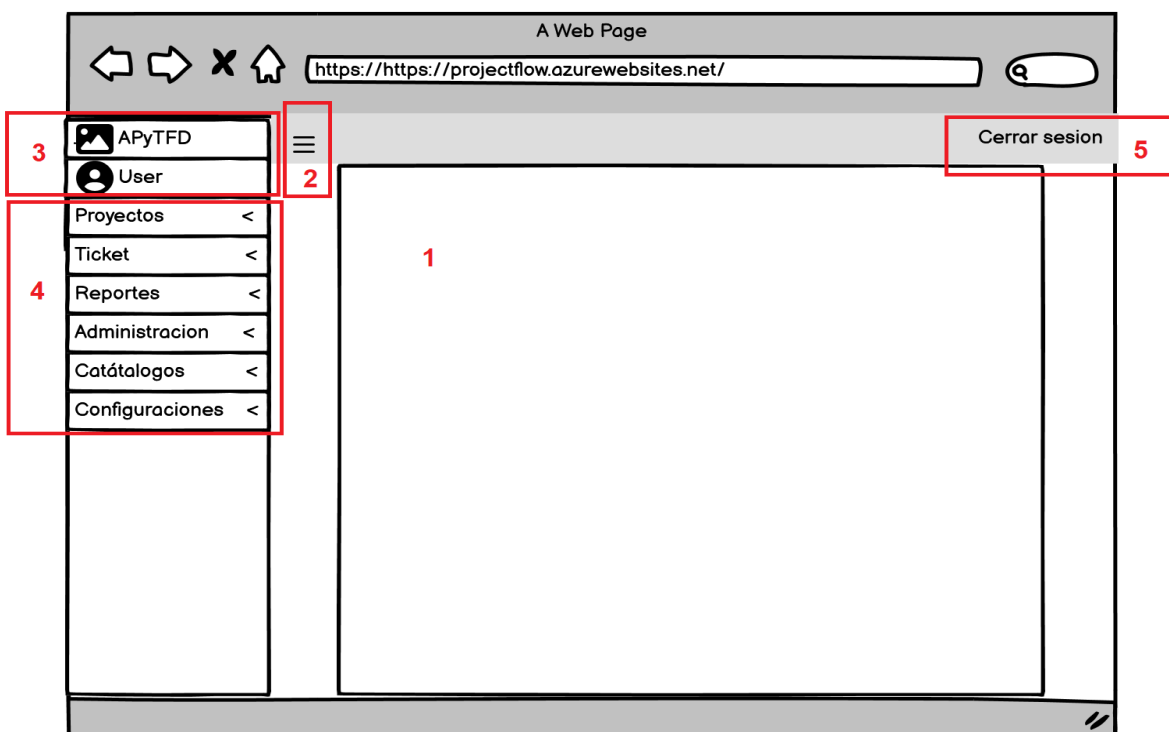 A Web Page
https://https://projectflow.azurewebsites.net/
3
APyTFD
User
2
Cerrar sesion
5
4
Proyectos <
Ticket <
Reportes <
Administracion <
Catátalogos <
Configuraciones <
1